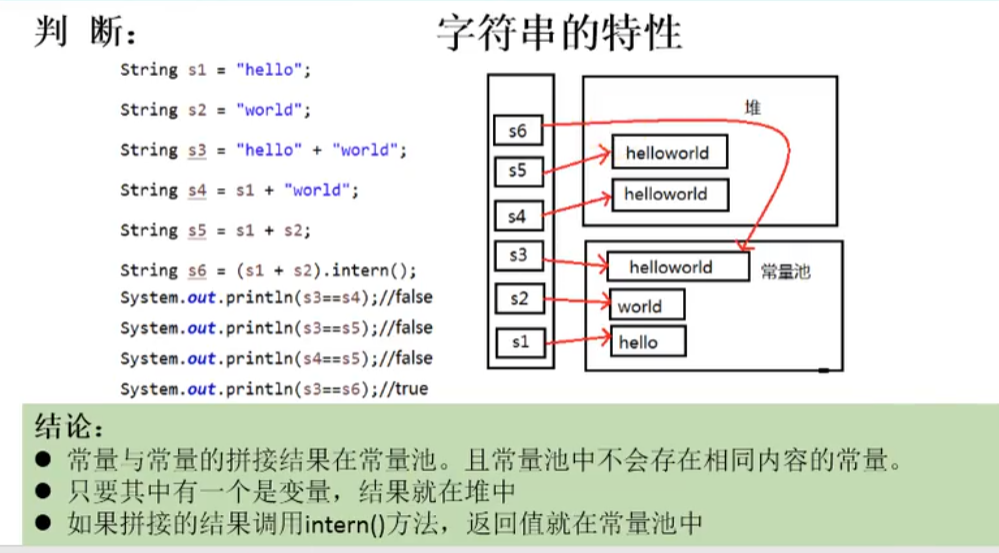 判 断：
字符串的特性
String s1 = "hello";
String s2 = "world";
String s3 = "hello" + "world";
String s4 = s1 + "world";
String s5 = s1 + s2;
String s6 = (s1 + s2).intern();
System.out.println(s3==s4);//false
System.out.println(s3==s5);//false
System.out.println(s4==s5);//false
System.out.println(s3==s6);//true
s6
s5
s4
s3
s2
s1
堆
helloworld
helloworld
helloworld
常量池
world
hello
结论：
● 常量与常量的拼接结果在常量池。且常量池中不会存在相同内容的常量。
● 只要其中有一个是变量，结果就在堆中
● 如果拼接的结果调用intern()方法，返回值就在常量池中